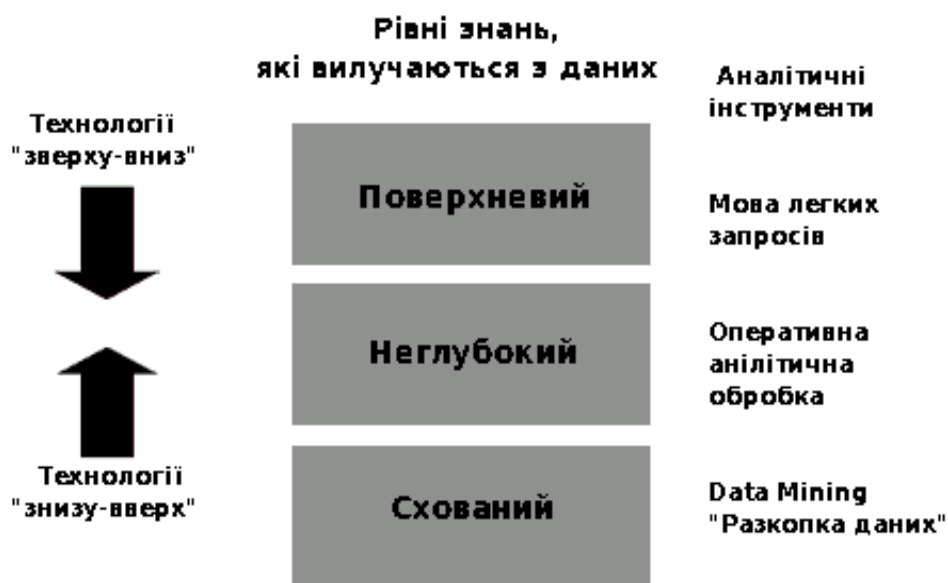 Рівні знань,
які вилучаються з даних
Аналітичні
інструменти
Технології
"зверху-вниз"
Поверхневий
Мова легких
запросів
Неглубокий
Оперативна
анілітична
обробка
Технології
"знизу-вверх"
Схований
Data Mining
"Разкопка даних"